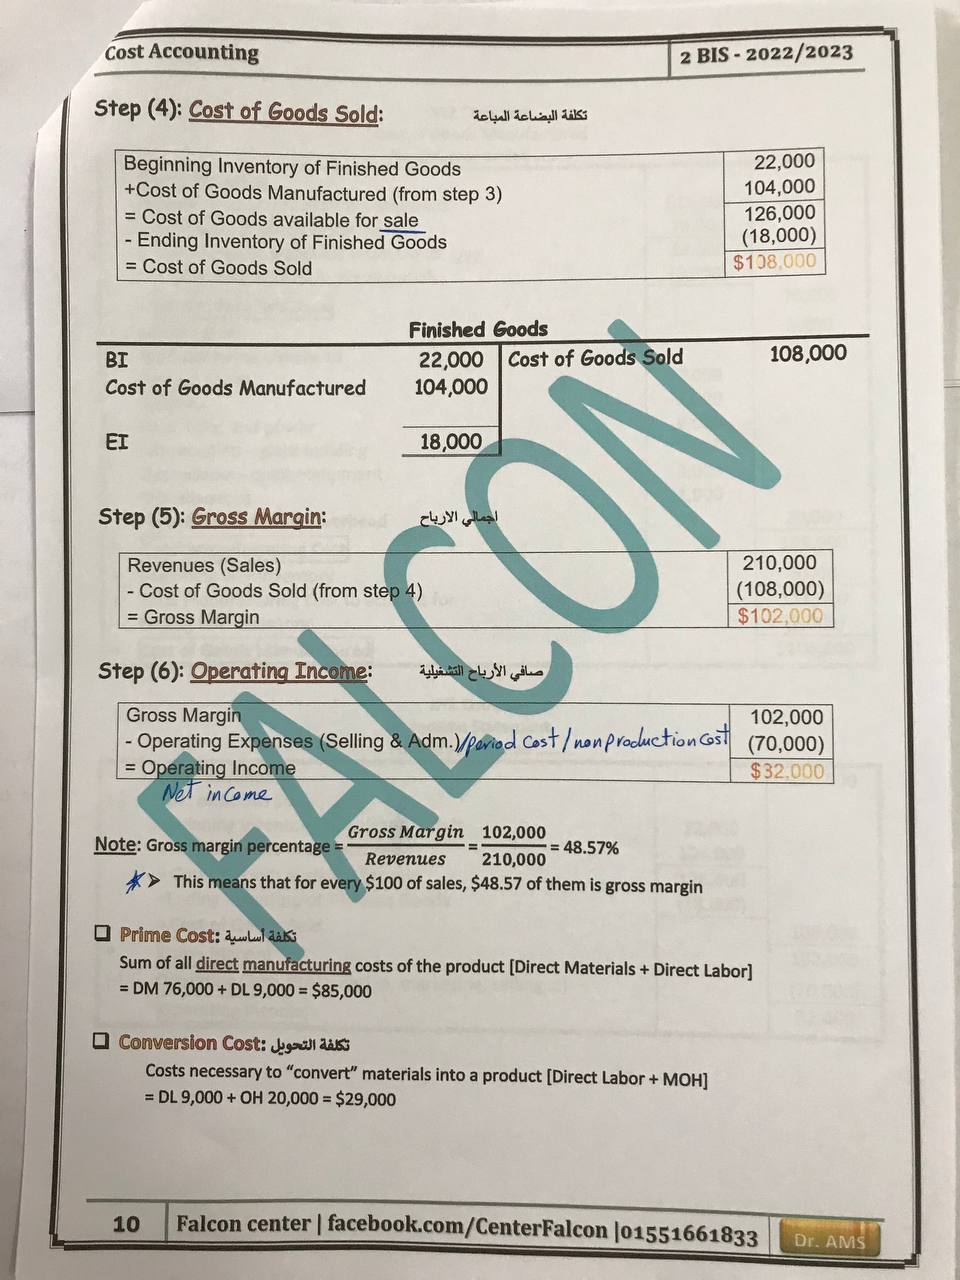 Cost Accounting
2 BIS - 2022/2023
Step (4): Cost of Goods Sold: تكلفة البضاعة المباعة
Beginning Inventory of Finished Goods 22,000
+Cost of Goods Manufactured (from step 3) 104,000
= Cost of Goods available for sale 126,000
- Ending Inventory of Finished Goods (18,000)
= Cost of Goods Sold $108,000
Finished Goods
BI 22,000 Cost of Goods Sold 108,000
Cost of Goods Manufactured 104,000
EI 18,000
Step (5): Gross Margin: اجمالي الارباح
Revenues (Sales) 210,000
- Cost of Goods Sold (from step 4) (108,000)
= Gross Margin $102,000
Step (6): Operating Income: صافي الأرباح التشغيلية
Gross Margin 102,000
- Operating Expenses (Selling & Adm.)/period cost/nonproduction cost (70,000)
= Operating Income $32,000
Net income
Note: Gross margin percentage = Gross Margin / Revenues = 102,000 / 210,000 = 48.57%
➢ This means that for every $100 of sales, $48.57 of them is gross margin
❑ Prime Cost: تكلفة أساسية
Sum of all direct manufacturing costs of the product [Direct Materials + Direct Labor]
= DM 76,000 + DL 9,000 = $85,000
❑ Conversion Cost: تكلفة التحويل
Costs necessary to “convert” materials into a product [Direct Labor + MOH]
= DL 9,000 + OH 20,000 = $29,000
FALCON
10 Falcon center | facebook.com/CenterFalcon |01551661833 Dr. AMS